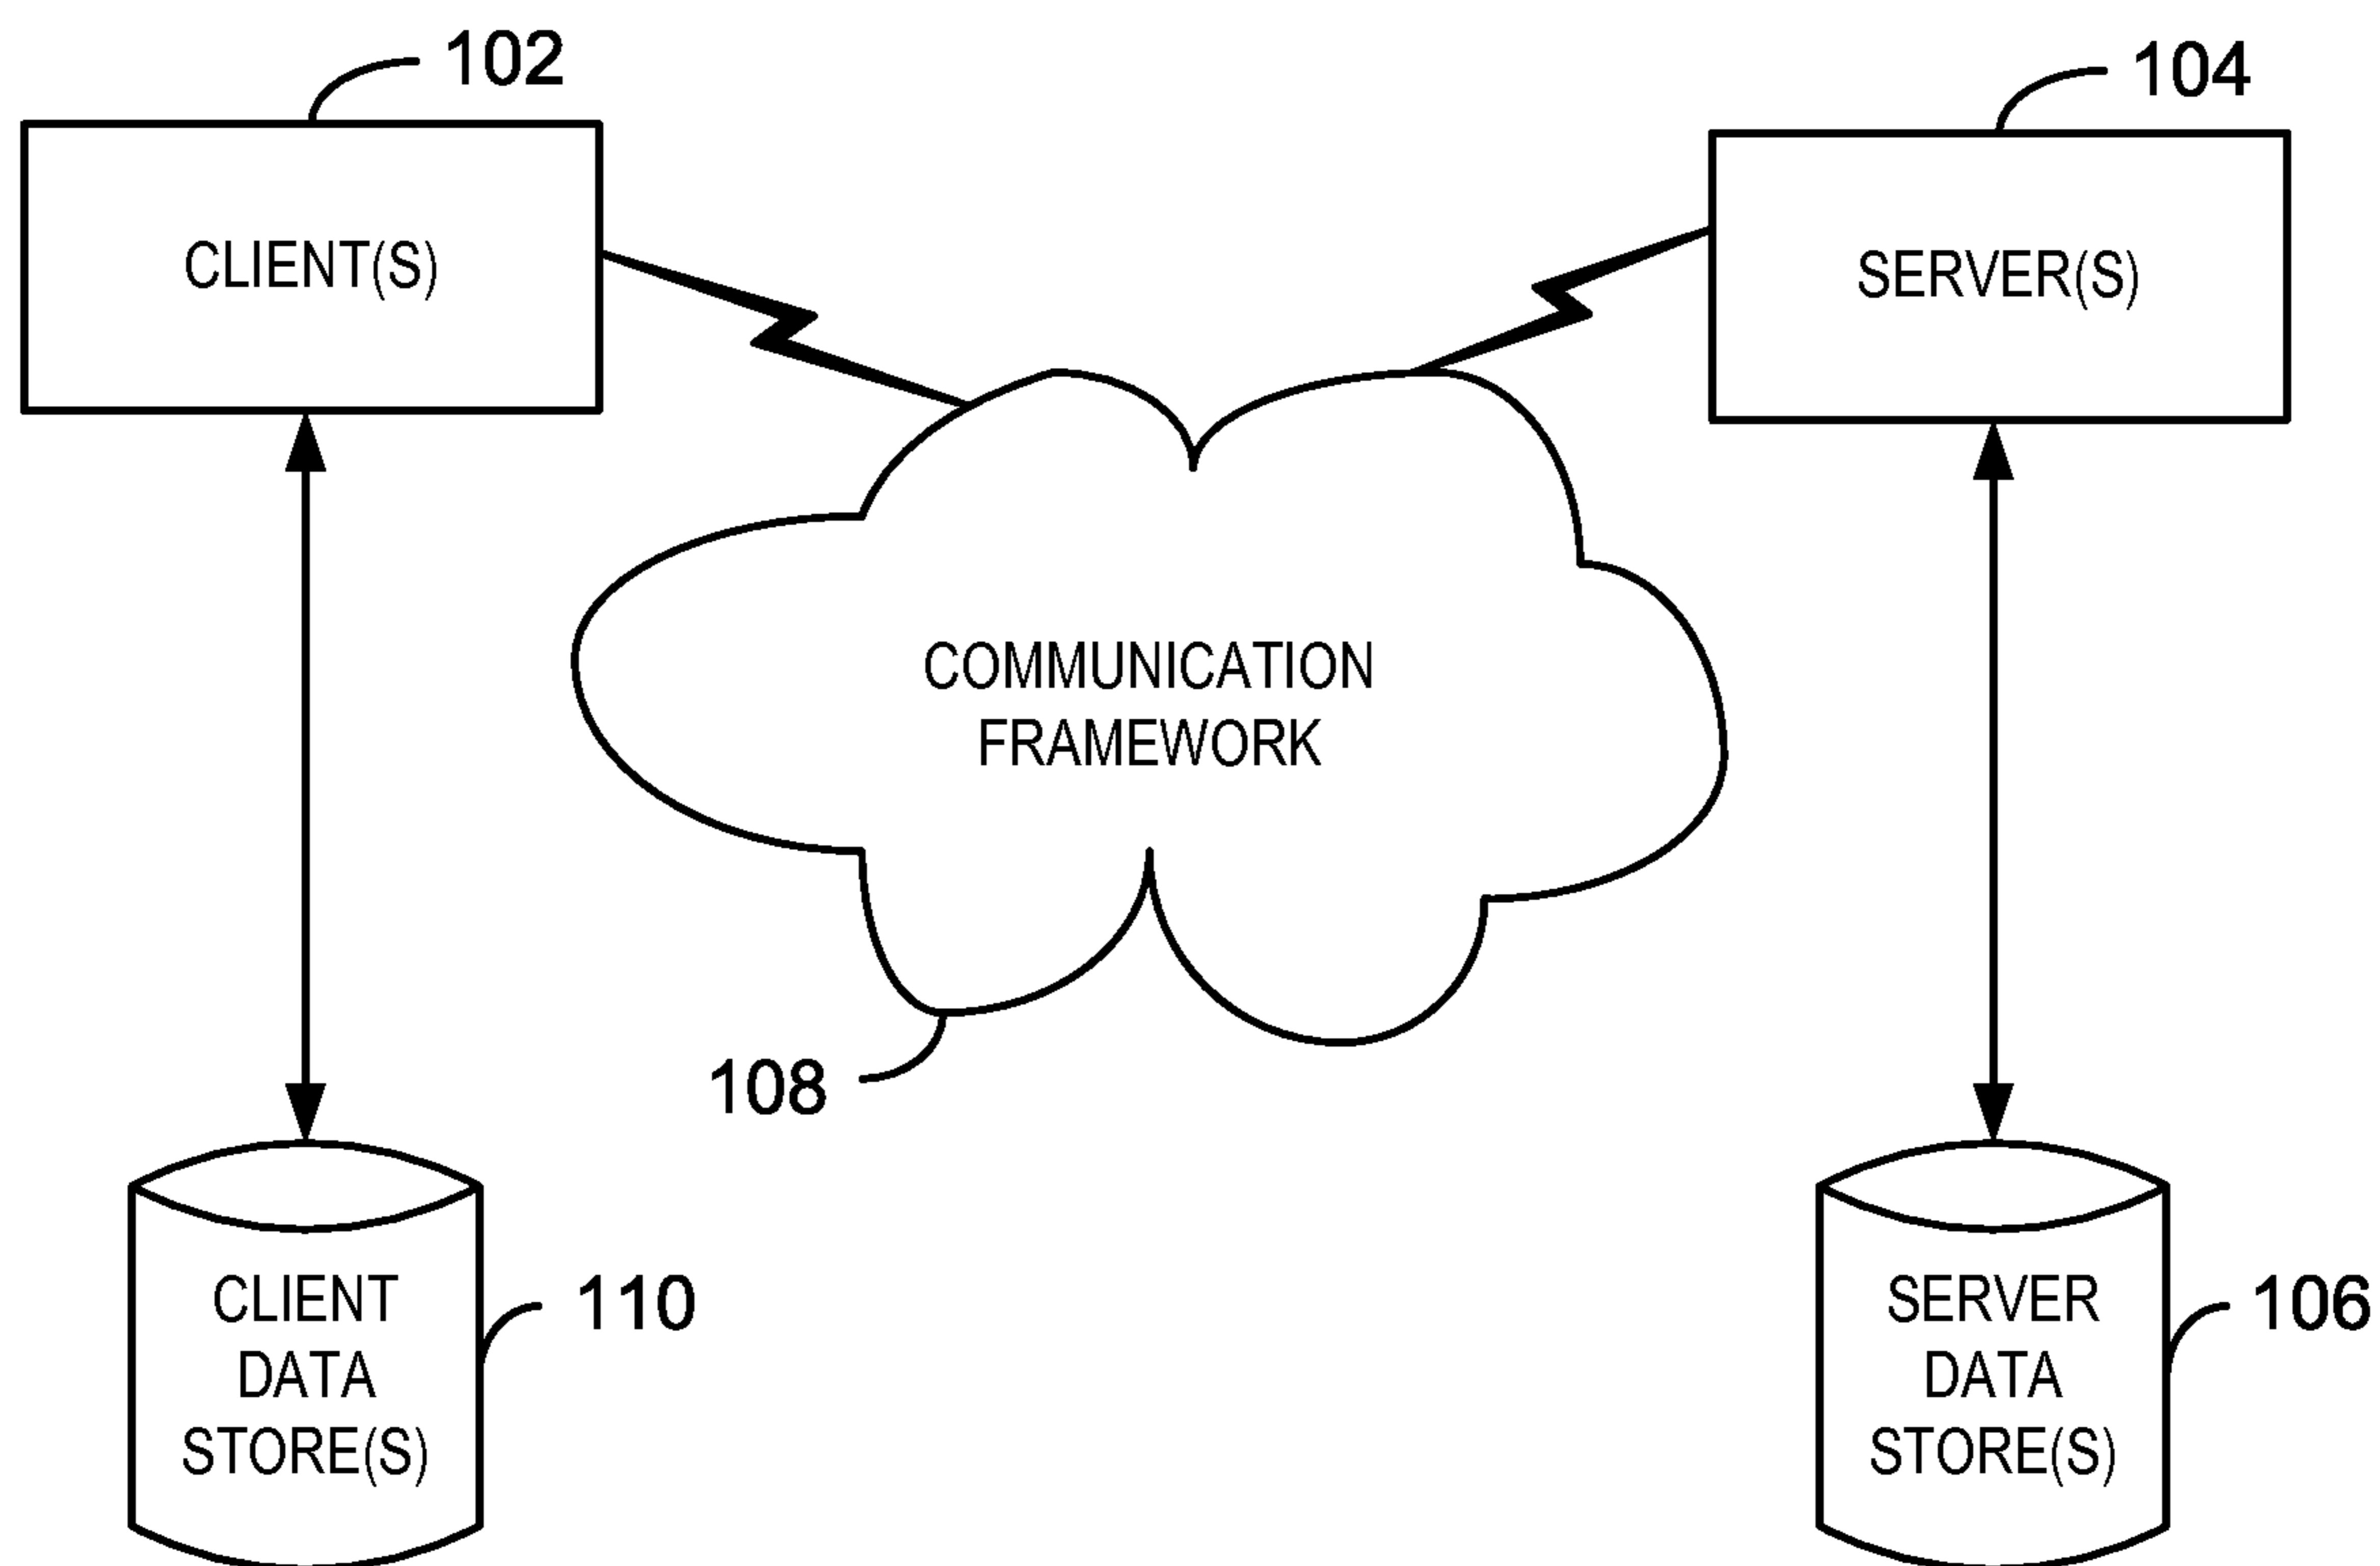 102
104
CLIENT(S)
SERVER(S)
COMMUNICATION
FRAMEWORK
108
CLIENT
DATA
STORE(S)
110
SERVER
DATA
STORE(S)
106